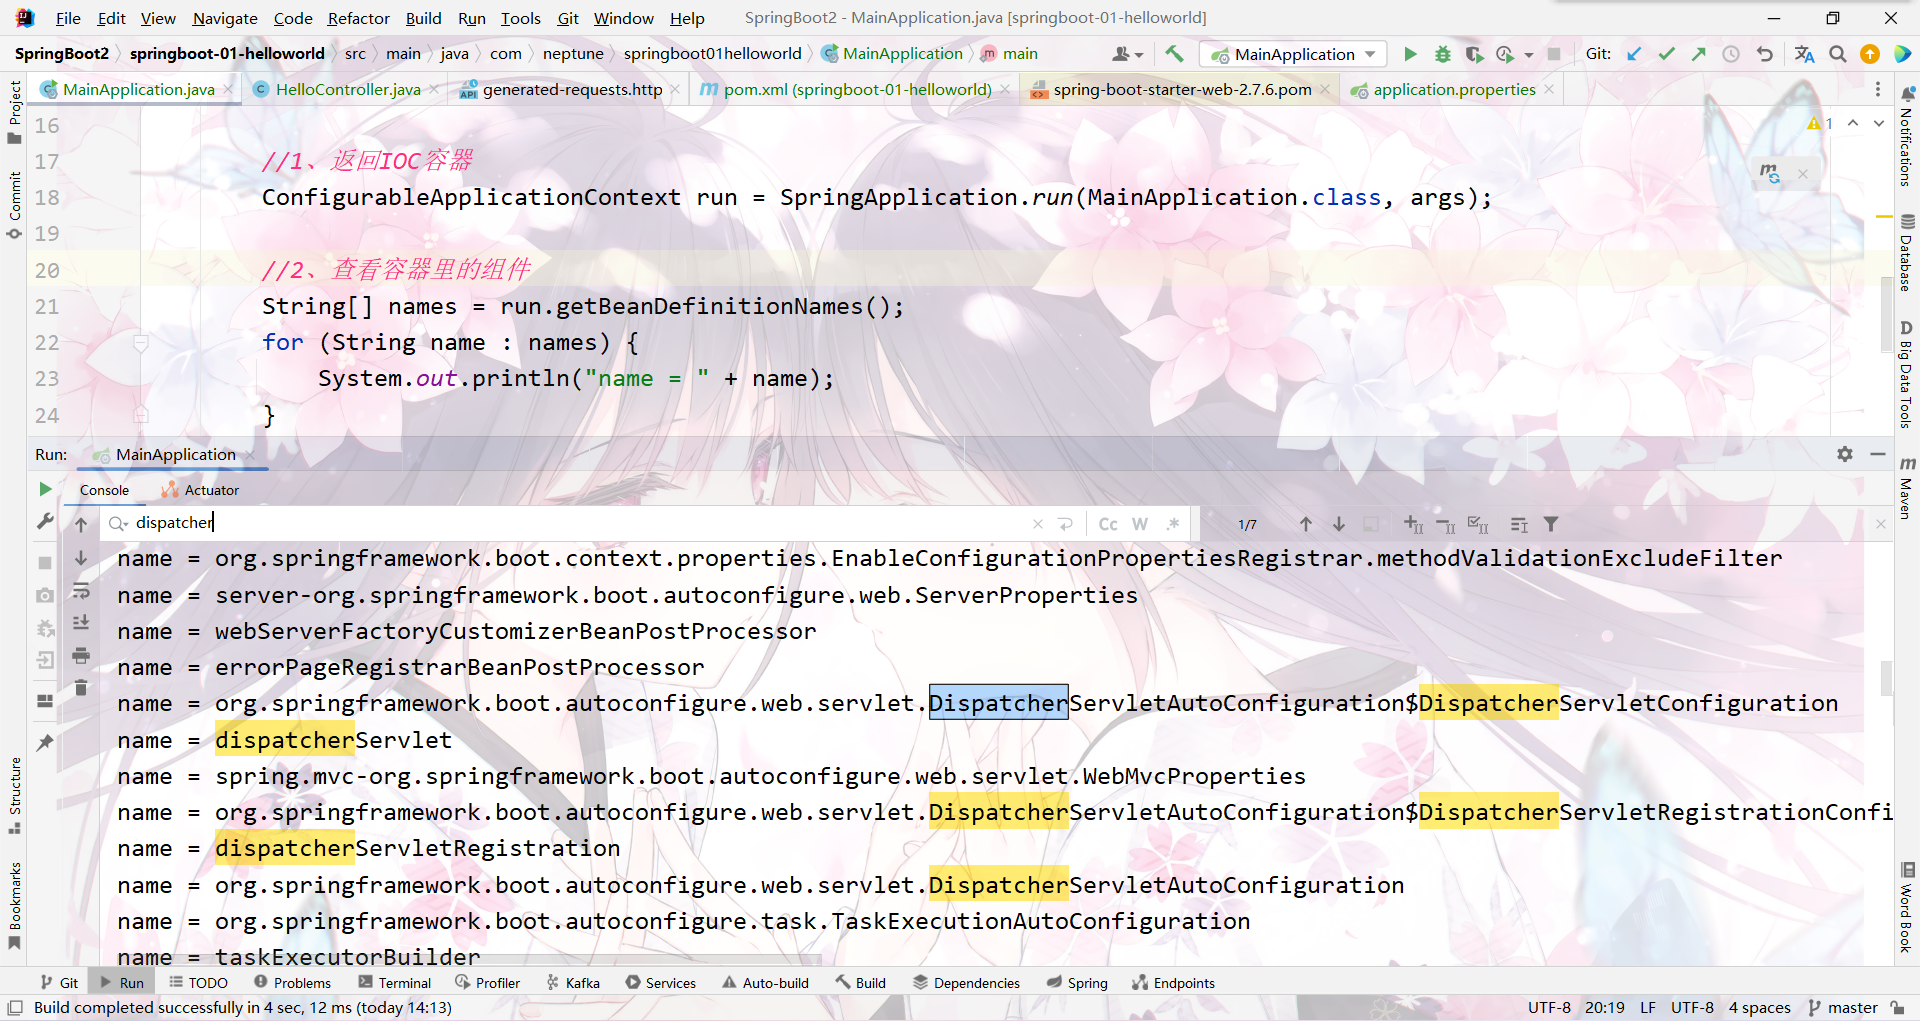 File Edit View Navigate Code Refactor Build Run Tools Git Window Help SpringBoot2 - MainApplication.java [springboot-01-helloworld]
SpringBoot2 springboot-01-helloworld src main java com neptune springboot01helloworld MainApplication main MainApplication Git:
MainApplication.java HelloController.java generated-requests.http pom.xml (springboot-01-helloworld) spring-boot-starter-web-2.7.6.pom application.properties
Project
Commit
Structure
Bookmarks
16
17 //1、返回IOC容器
18 ConfigurableApplicationContext run = SpringApplication.run(MainApplication.class, args);
19
20 //2、查看容器里的组件
21 String[] names = run.getBeanDefinitionNames();
22 for (String name : names) {
23 System.out.println("name = " + name);
24 }
1
Notifications
Database
Big Data Tools
Maven
Word Book
Run: MainApplication
Console Actuator
dispatcher Cc W .* 1/7
name = org.springframework.boot.context.properties.EnableConfigurationPropertiesRegistrar.methodValidationExcludeFilter
name = server-org.springframework.boot.autoconfigure.web.ServerProperties
name = webServerFactoryCustomizerBeanPostProcessor
name = errorPageRegistrarBeanPostProcessor
name = org.springframework.boot.autoconfigure.web.servlet.DispatcherServletAutoConfiguration$DispatcherServletConfiguration
name = dispatcherServlet
name = spring.mvc-org.springframework.boot.autoconfigure.web.servlet.WebMvcProperties
name = org.springframework.boot.autoconfigure.web.servlet.DispatcherServletAutoConfiguration$DispatcherServletRegistrationConfi
name = dispatcherServletRegistration
name = org.springframework.boot.autoconfigure.web.servlet.DispatcherServletAutoConfiguration
name = org.springframework.boot.autoconfigure.task.TaskExecutionAutoConfiguration
name = taskExecutorBuilder
Git Run TODO Problems Terminal Profiler Kafka Services Auto-build Build Dependencies Spring Endpoints
Build completed successfully in 4 sec, 12 ms (today 14:13) UTF-8 20:19 LF UTF-8 4 spaces master